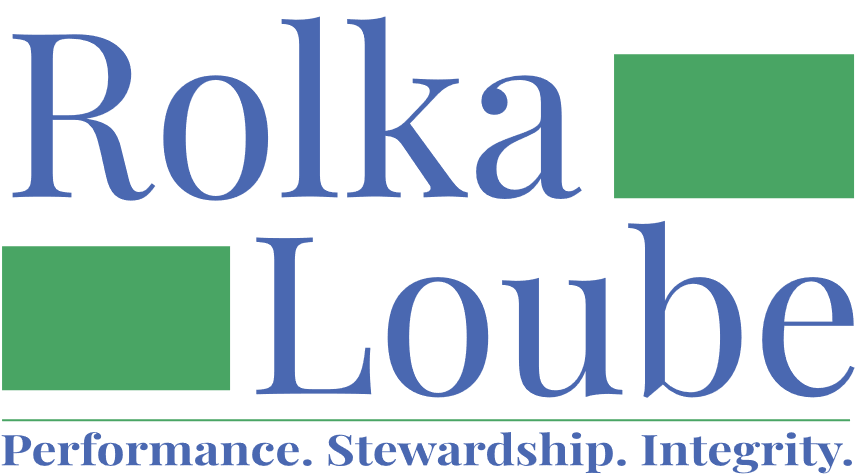 Rolka
Loube
Performance. Stewardship. Integrity.